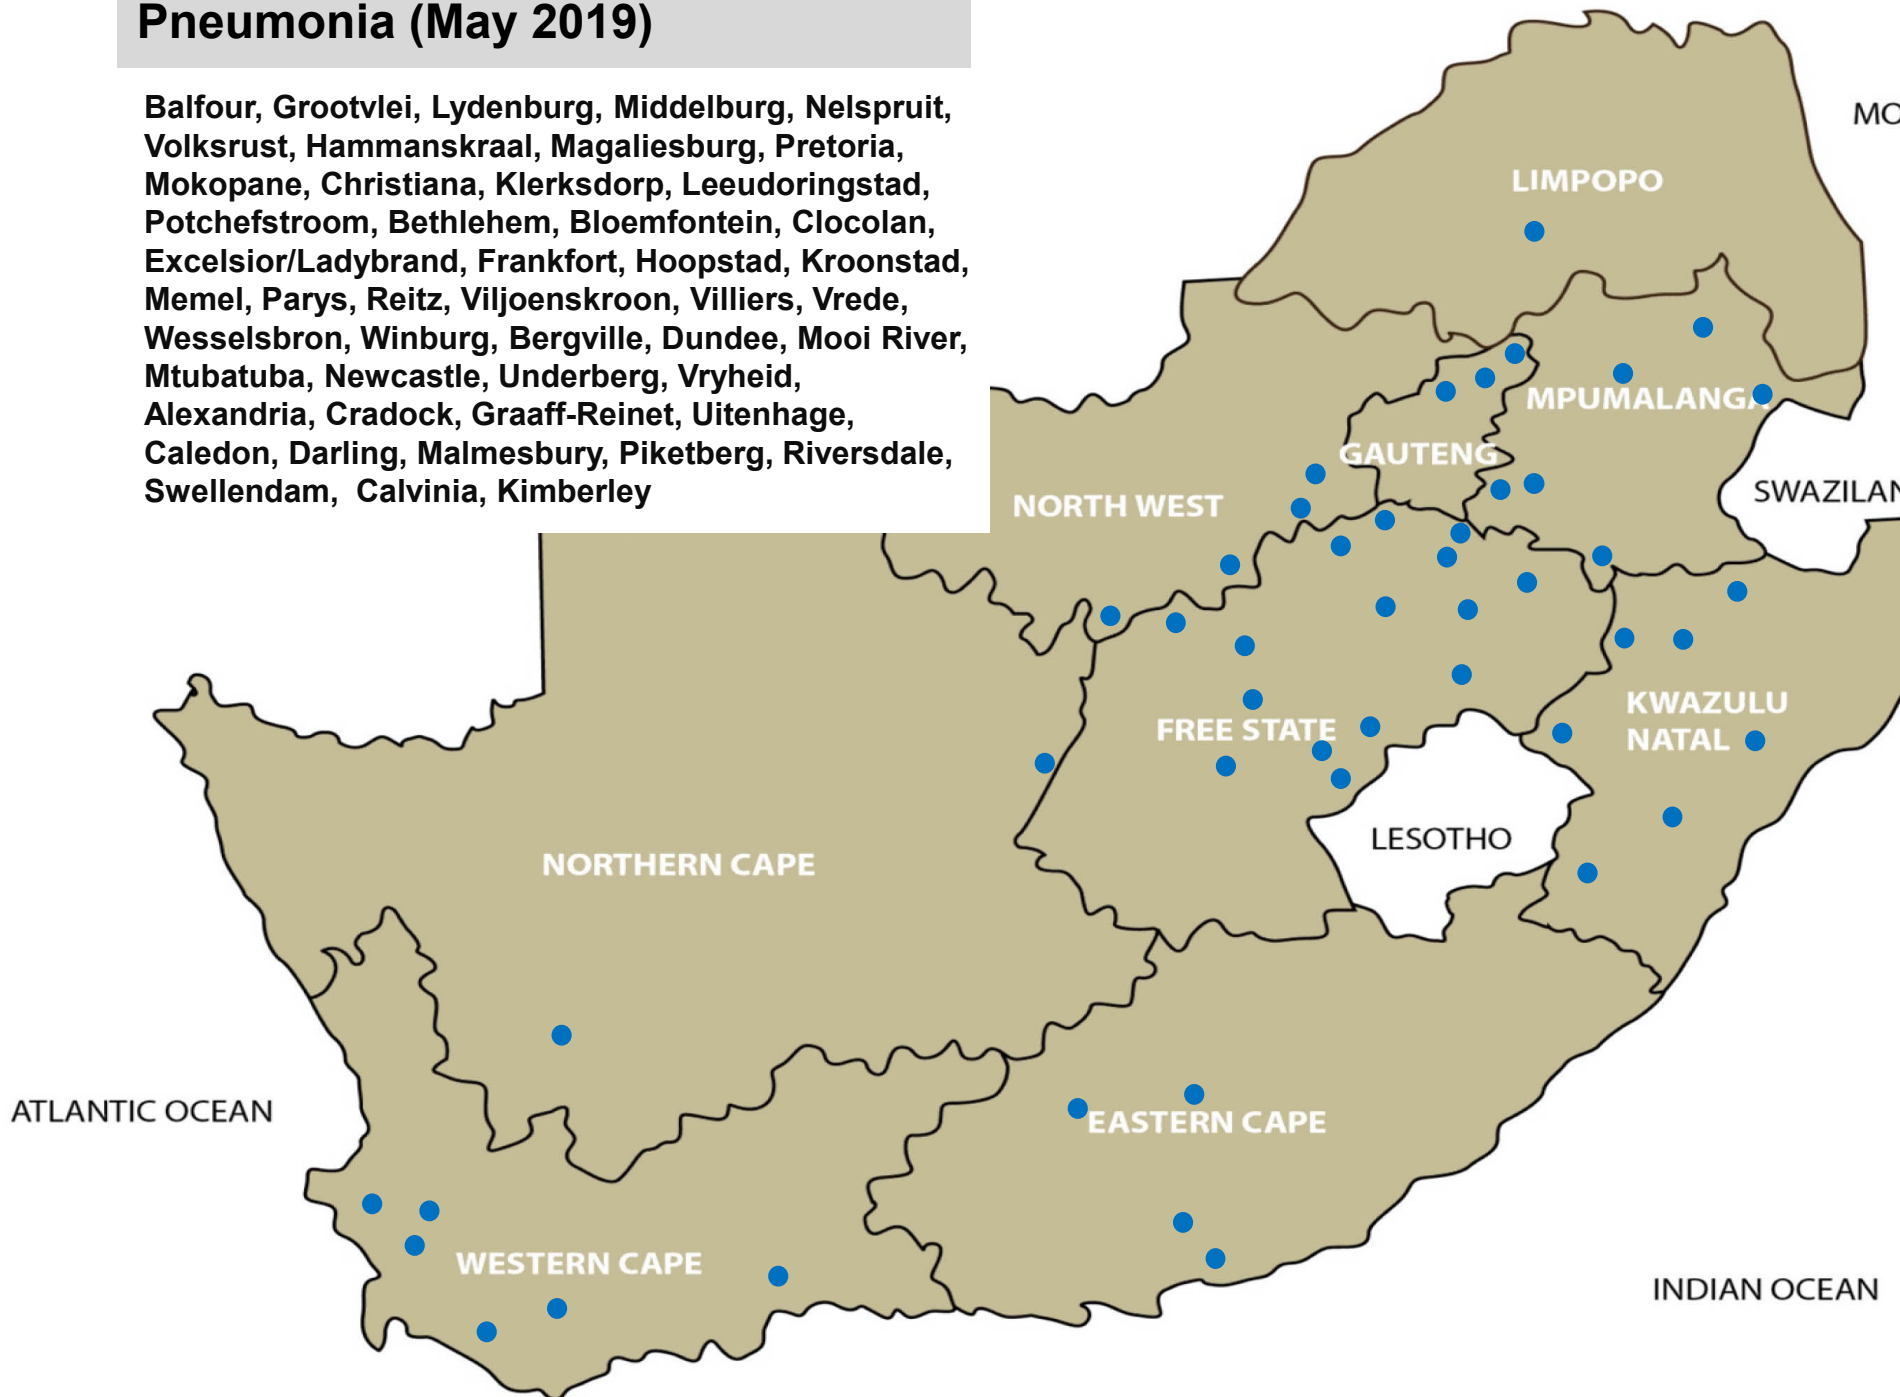 Pneumonia (May 2019)
Balfour, Grootvlei, Lydenburg, Middelburg, Nelspruit,
Volksrust, Hammanskraal, Magaliesburg, Pretoria,
Mokopane, Christiana, Klerksdorp, Leeudoringstad,
Potchefstroom, Bethlehem, Bloemfontein, Clocolan,
Excelsior/Ladybrand, Frankfort, Hoopstad, Kroonstad,
Memel, Parys, Reitz, Viljoenskroon, Villiers, Vrede,
Wesselsbron, Winburg, Bergville, Dundee, Mooi River,
Mtubatuba, Newcastle, Underberg, Vryheid,
Alexandria, Cradock, Graaff-Reinet, Uitenhage,
Caledon, Darling, Malmesbury, Piketberg, Riversdale,
Swellendam, Calvinia, Kimberley
MO
LIMPOPO
MPUMALANGA
GAUTENG
SWAZILAN
NORTH WEST
KWAZULU
NATAL
FREE STATE
LESOTHO
NORTHERN CAPE
ATLANTIC OCEAN
EASTERN CAPE
WESTERN CAPE
INDIAN OCEAN